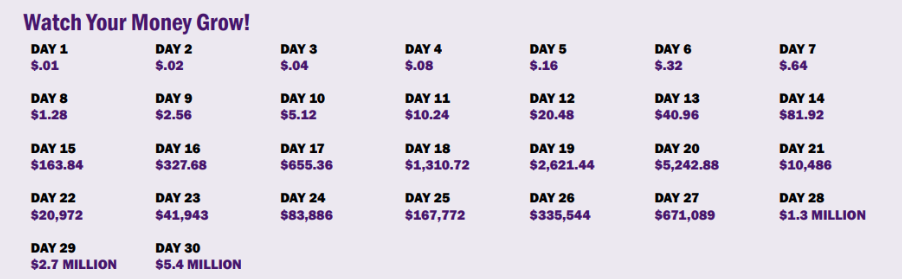 Watch Your Money Grow!
DAY 1 DAY 2 DAY 3 DAY 4 DAY 5 DAY 6 DAY 7
$.01 $.02 $.04 $.08 $.16 $.32 $.64
DAY 8 DAY 9 DAY 10 DAY 11 DAY 12 DAY 13 DAY 14
$1.28 $2.56 $5.12 $10.24 $20.48 $40.96 $81.92
DAY 15 DAY 16 DAY 17 DAY 18 DAY 19 DAY 20 DAY 21
$163.84 $327.68 $655.36 $1,310.72 $2,621.44 $5,242.88 $10,486
DAY 22 DAY 23 DAY 24 DAY 25 DAY 26 DAY 27 DAY 28
$20,972 $41,943 $83,886 $167,772 $335,544 $671,089 $1.3 MILLION
DAY 29 DAY 30
$2.7 MILLION $5.4 MILLION